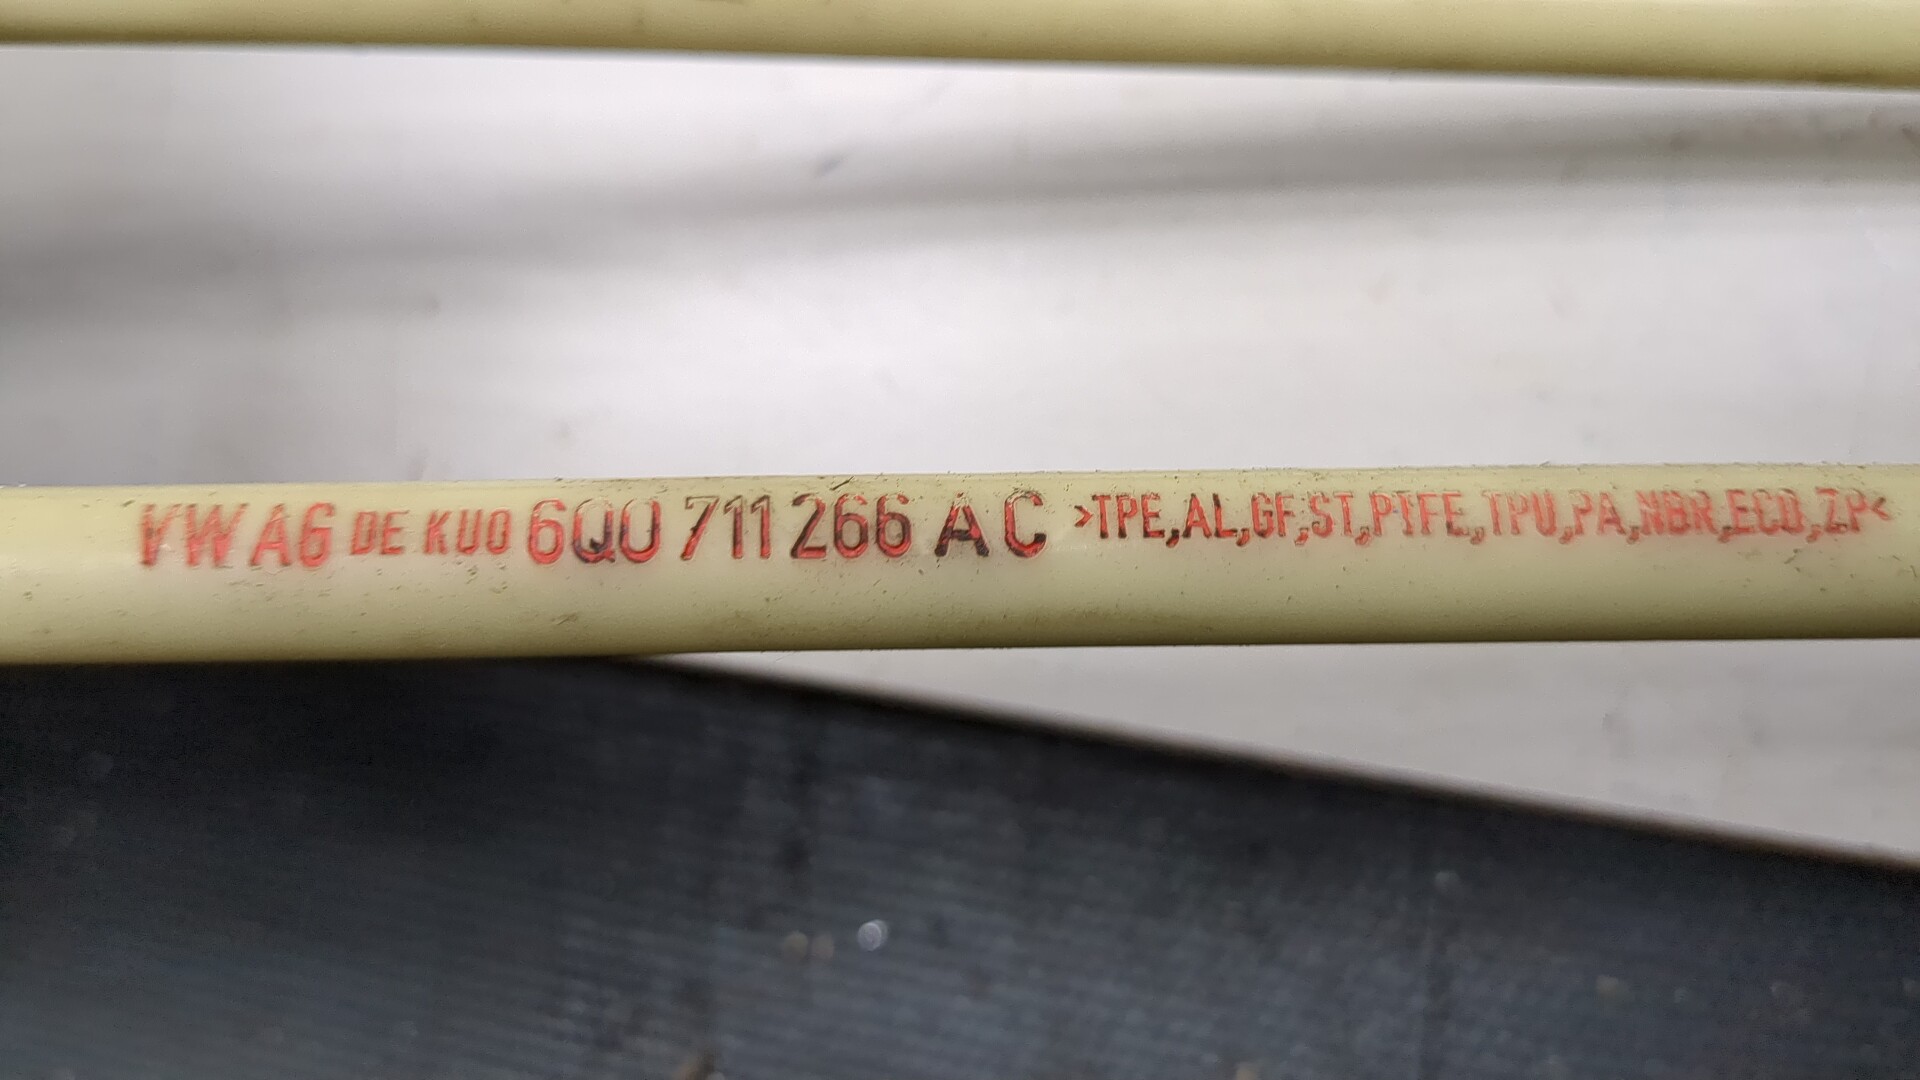 VW AG DE KUO 6Q0 711 266 A C >TPE,AL,GF,ST,PTFE,TPU,PA,NBR,ECO,ZP<